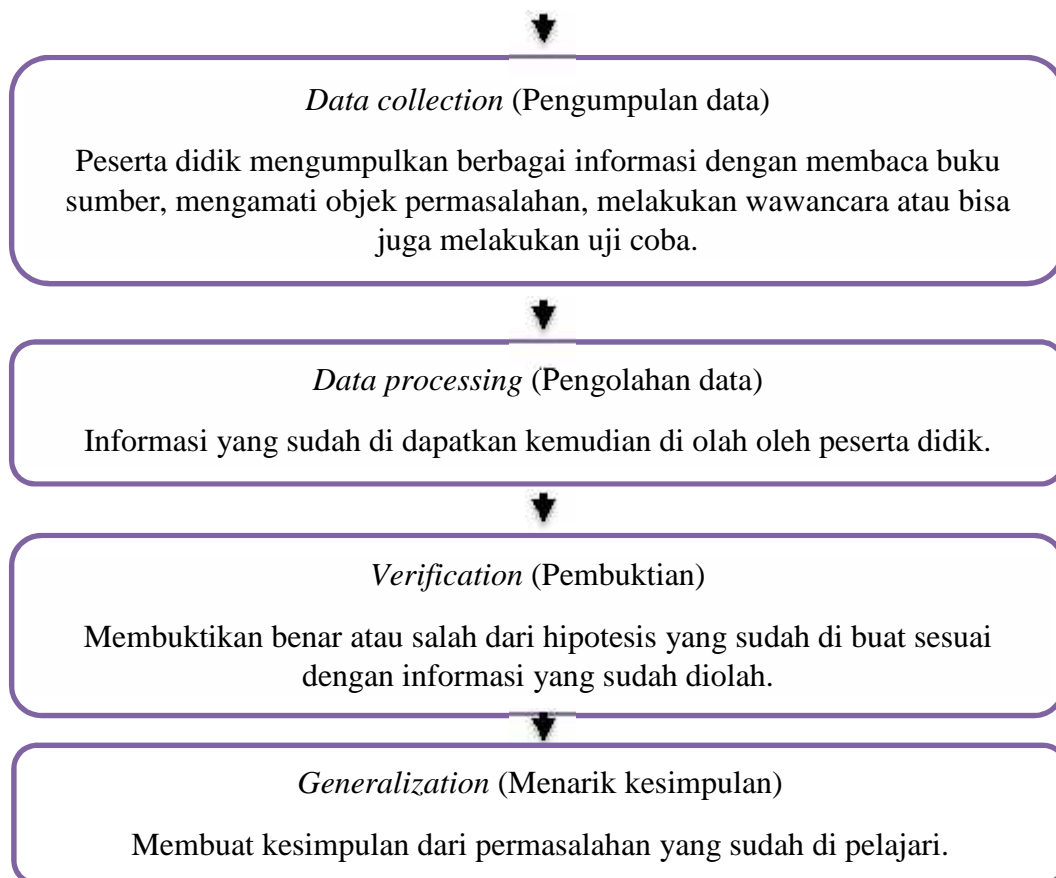 Data collection (Pengumpulan data)
Peserta didik mengumpulkan berbagai informasi dengan membaca buku
sumber, mengamati objek permasalahan, melakukan wawancara atau bisa
juga melakukan uji coba.
Data processing (Pengolahan data)
Informasi yang sudah di dapatkan kemudian di olah oleh peserta didik.
Verification (Pembuktian)
Membuktikan benar atau salah dari hipotesis yang sudah di buat sesuai
dengan informasi yang sudah diolah.
Generalization (Menarik kesimpulan)
Membuat kesimpulan dari permasalahan yang sudah di pelajari.